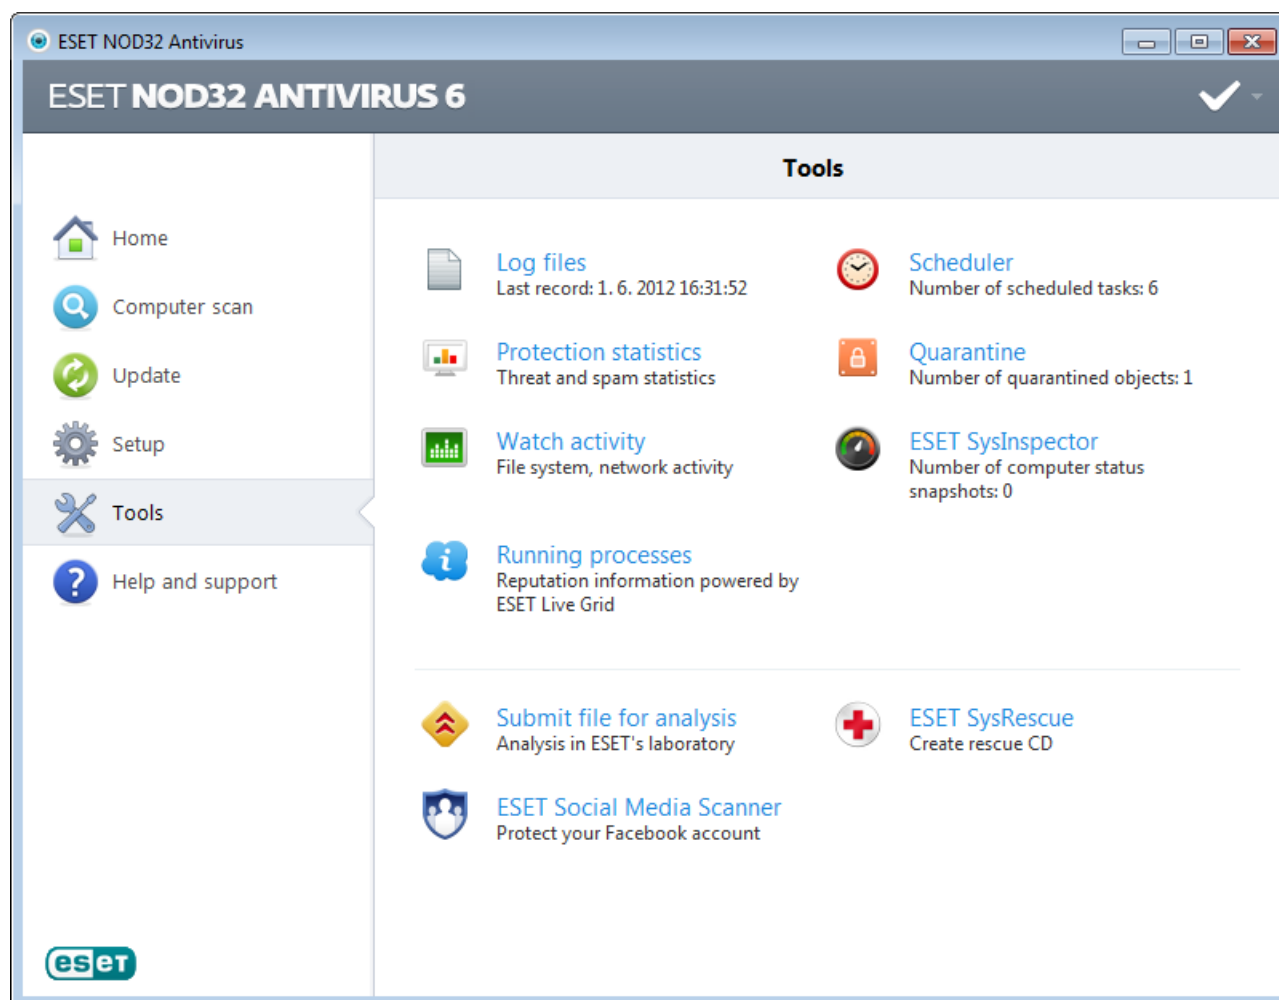 ESET NOD32 Antivirus
ESET NOD32 ANTIVIRUS 6
Tools
Home
Computer scan
Update
Setup
Tools
Help and support
Log files
Last record: 1. 6. 2012 16:31:52
Scheduler
Number of scheduled tasks: 6
Protection statistics
Threat and spam statistics
Quarantine
Number of quarantined objects: 1
Watch activity
File system, network activity
ESET SysInspector
Number of computer status
snapshots: 0
Running processes
Reputation information powered by
ESET Live Grid
Submit file for analysis
Analysis in ESET's laboratory
ESET SysRescue
Create rescue CD
ESET Social Media Scanner
Protect your Facebook account
eseT